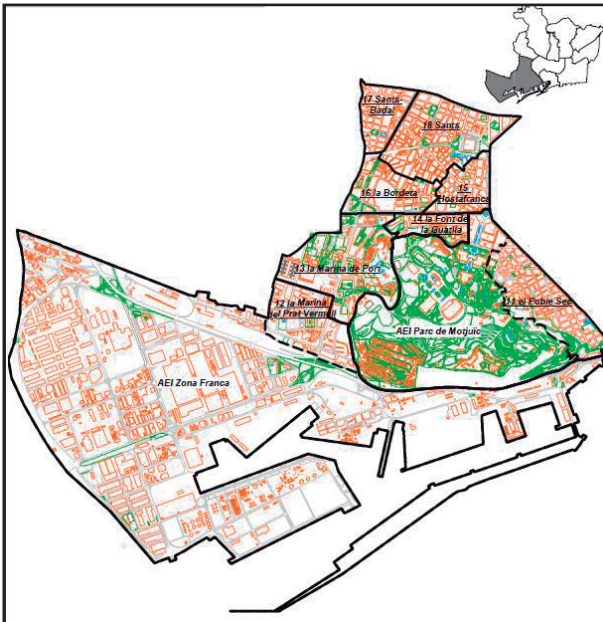 17 Sants-
Badal
18 Sants
16 la Bordeta
15
Hostafrancs
14 la Font de
la Guatlla
13 la Marina de Port
12 la Marina
del Prat Vermell
11 el Poble Sec
AEI Parc de Motjuïc
AEI Zona Franca